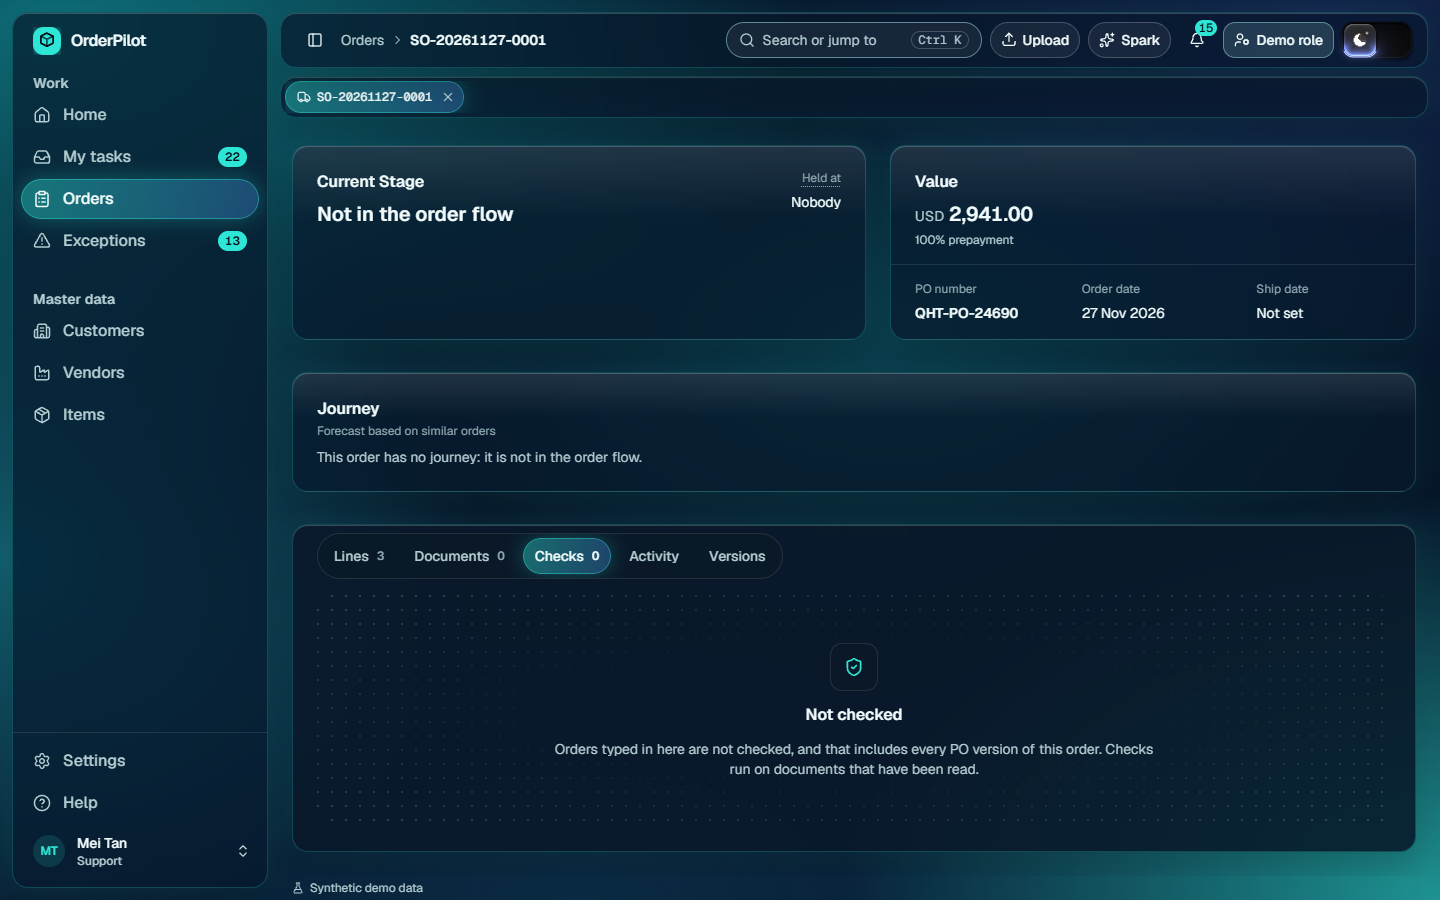 OrderPilot
Work
Home
My tasks 22
Orders
Exceptions 13
Master data
Customers
Vendors
Items
Settings
Help
MT Mei Tan
Support
Orders SO-20261127-0001
Search or jump to Ctrl K
Upload
Spark
15
Demo role
SO-20261127-0001
Current Stage
Not in the order flow
Held at
Nobody
Value
USD 2,941.00
100% prepayment
PO number Order date Ship date
QHT-PO-24690 27 Nov 2026 Not set
Journey
Forecast based on similar orders
This order has no journey: it is not in the order flow.
Lines 3 Documents 0 Checks 0 Activity Versions
Not checked
Orders typed in here are not checked, and that includes every PO version of this order. Checks
run on documents that have been read.
Synthetic demo data